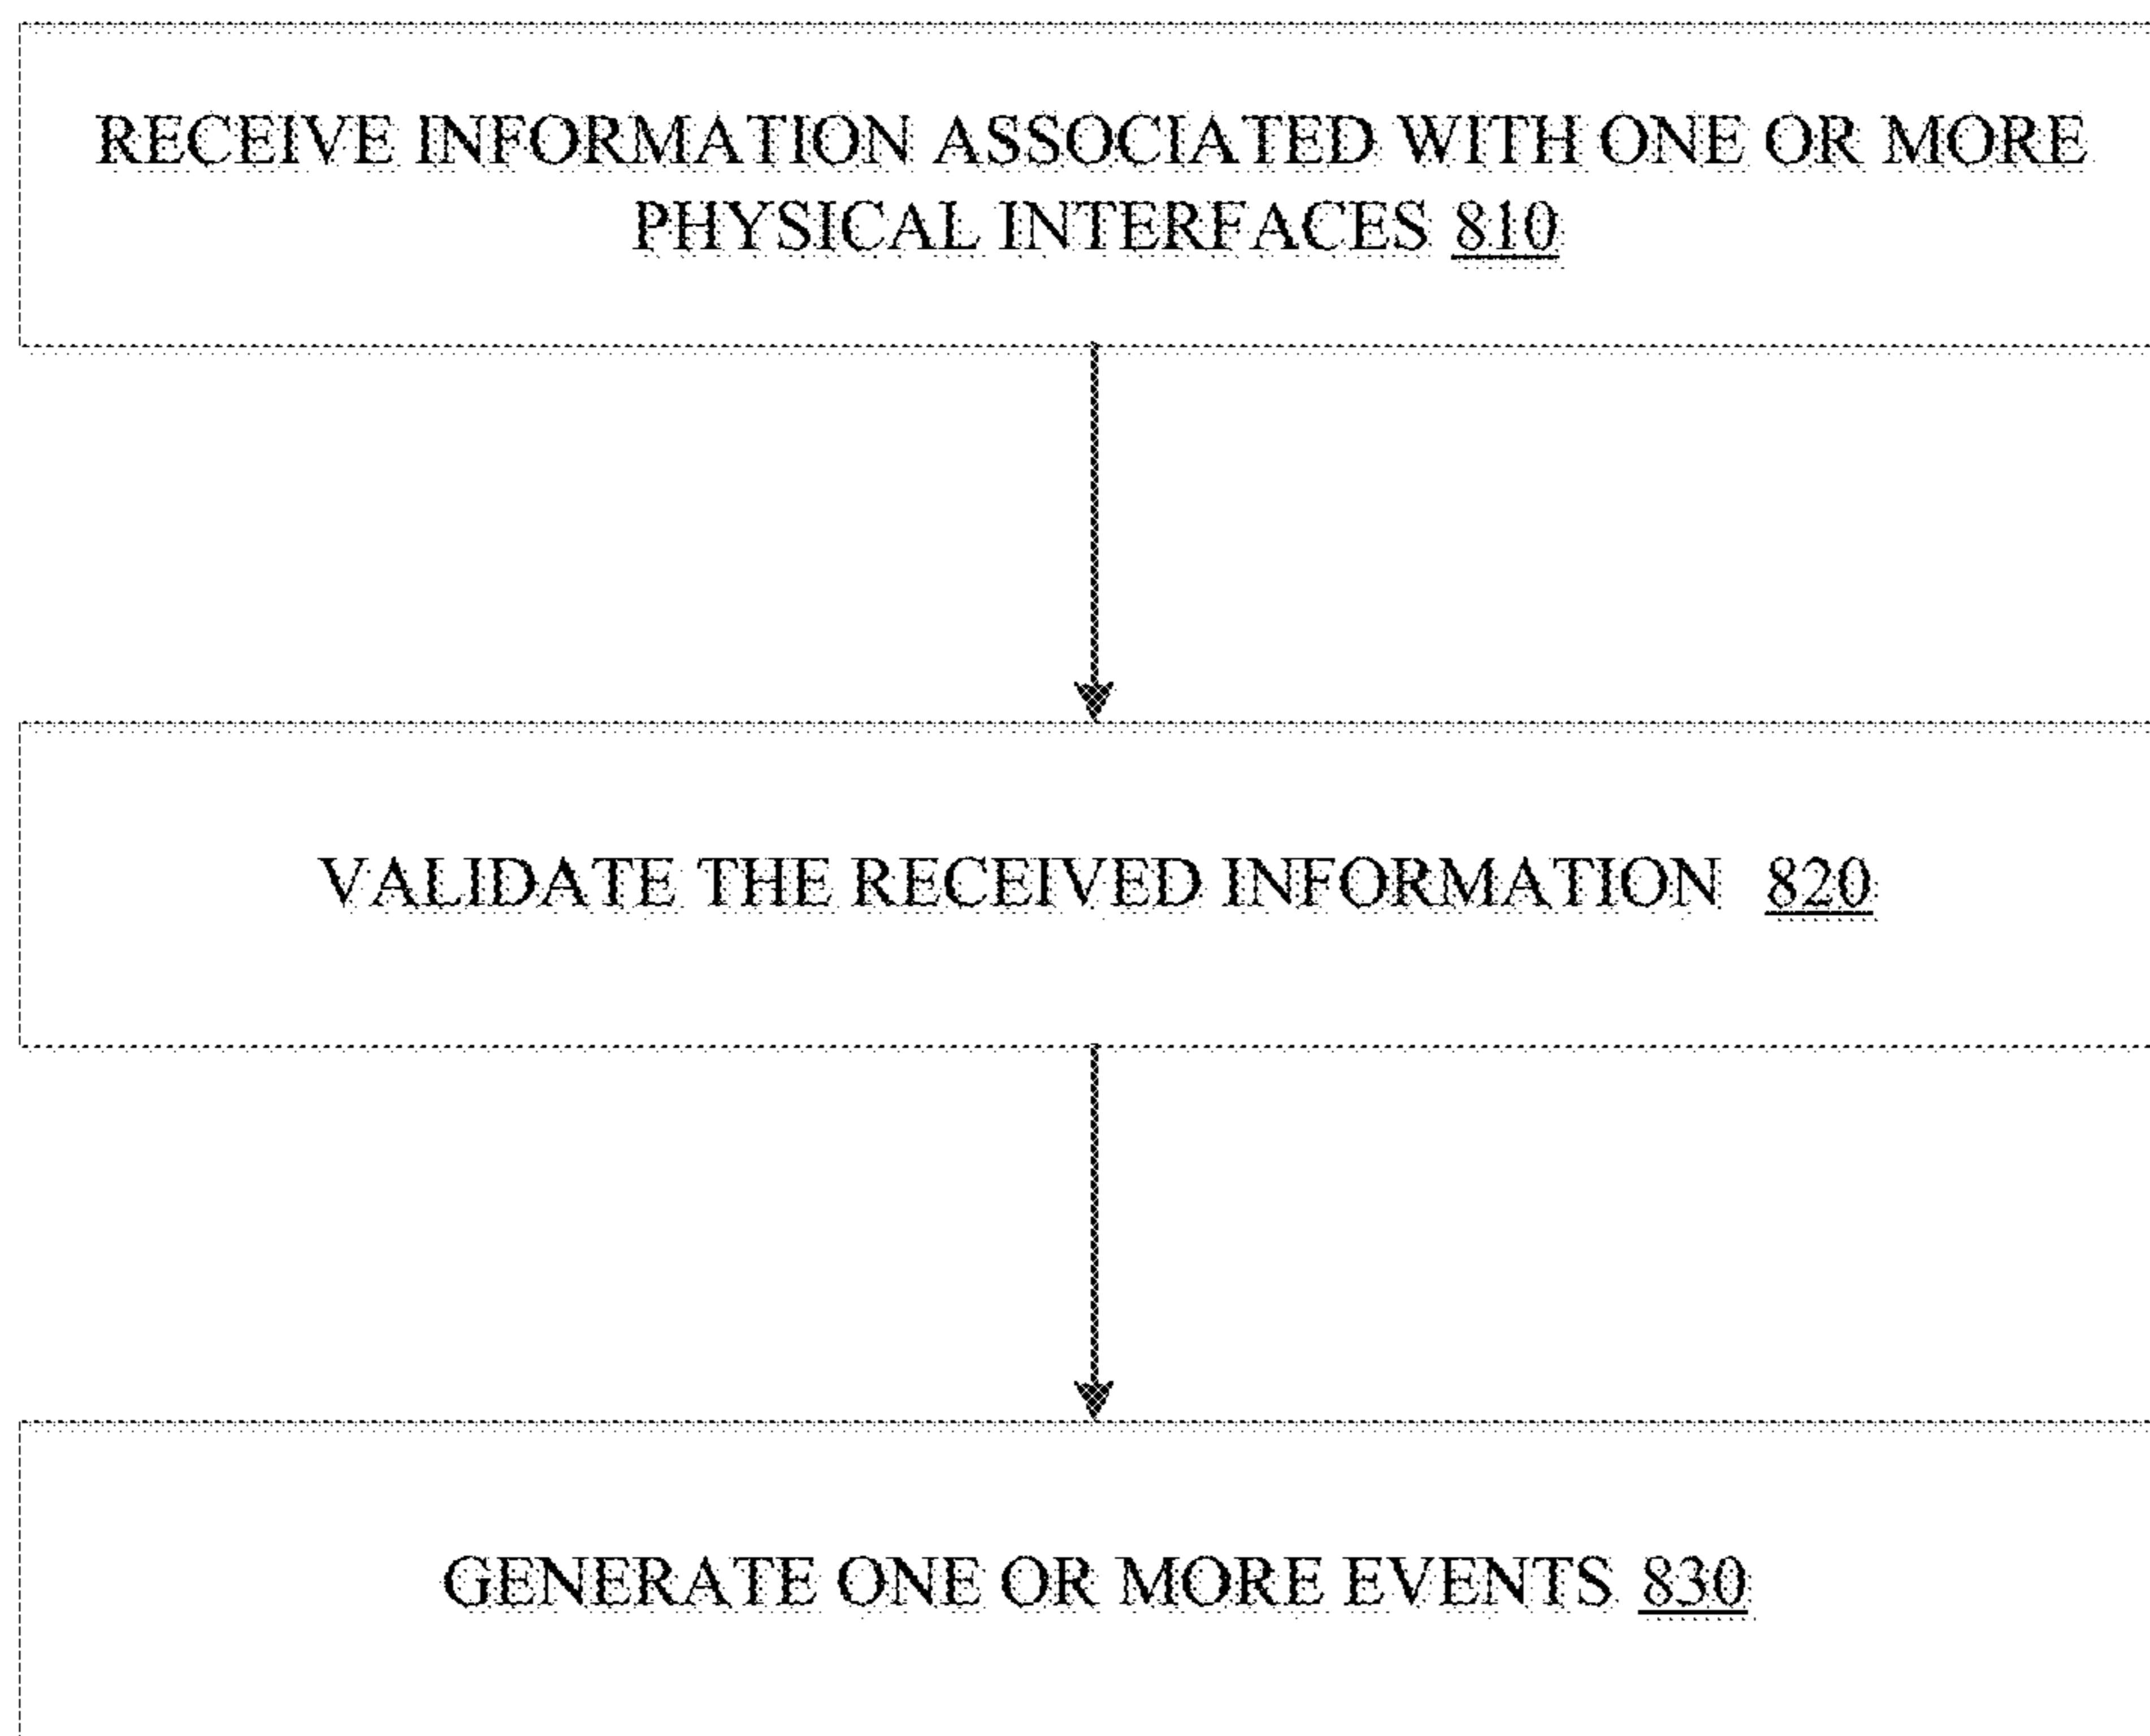 RECEIVE INFORMATION ASSOCIATED WITH ONE OR MORE
PHYSICAL INTERFACES 810
VALIDATE THE RECEIVED INFORMATION 820
GENERATE ONE OR MORE EVENTS 830